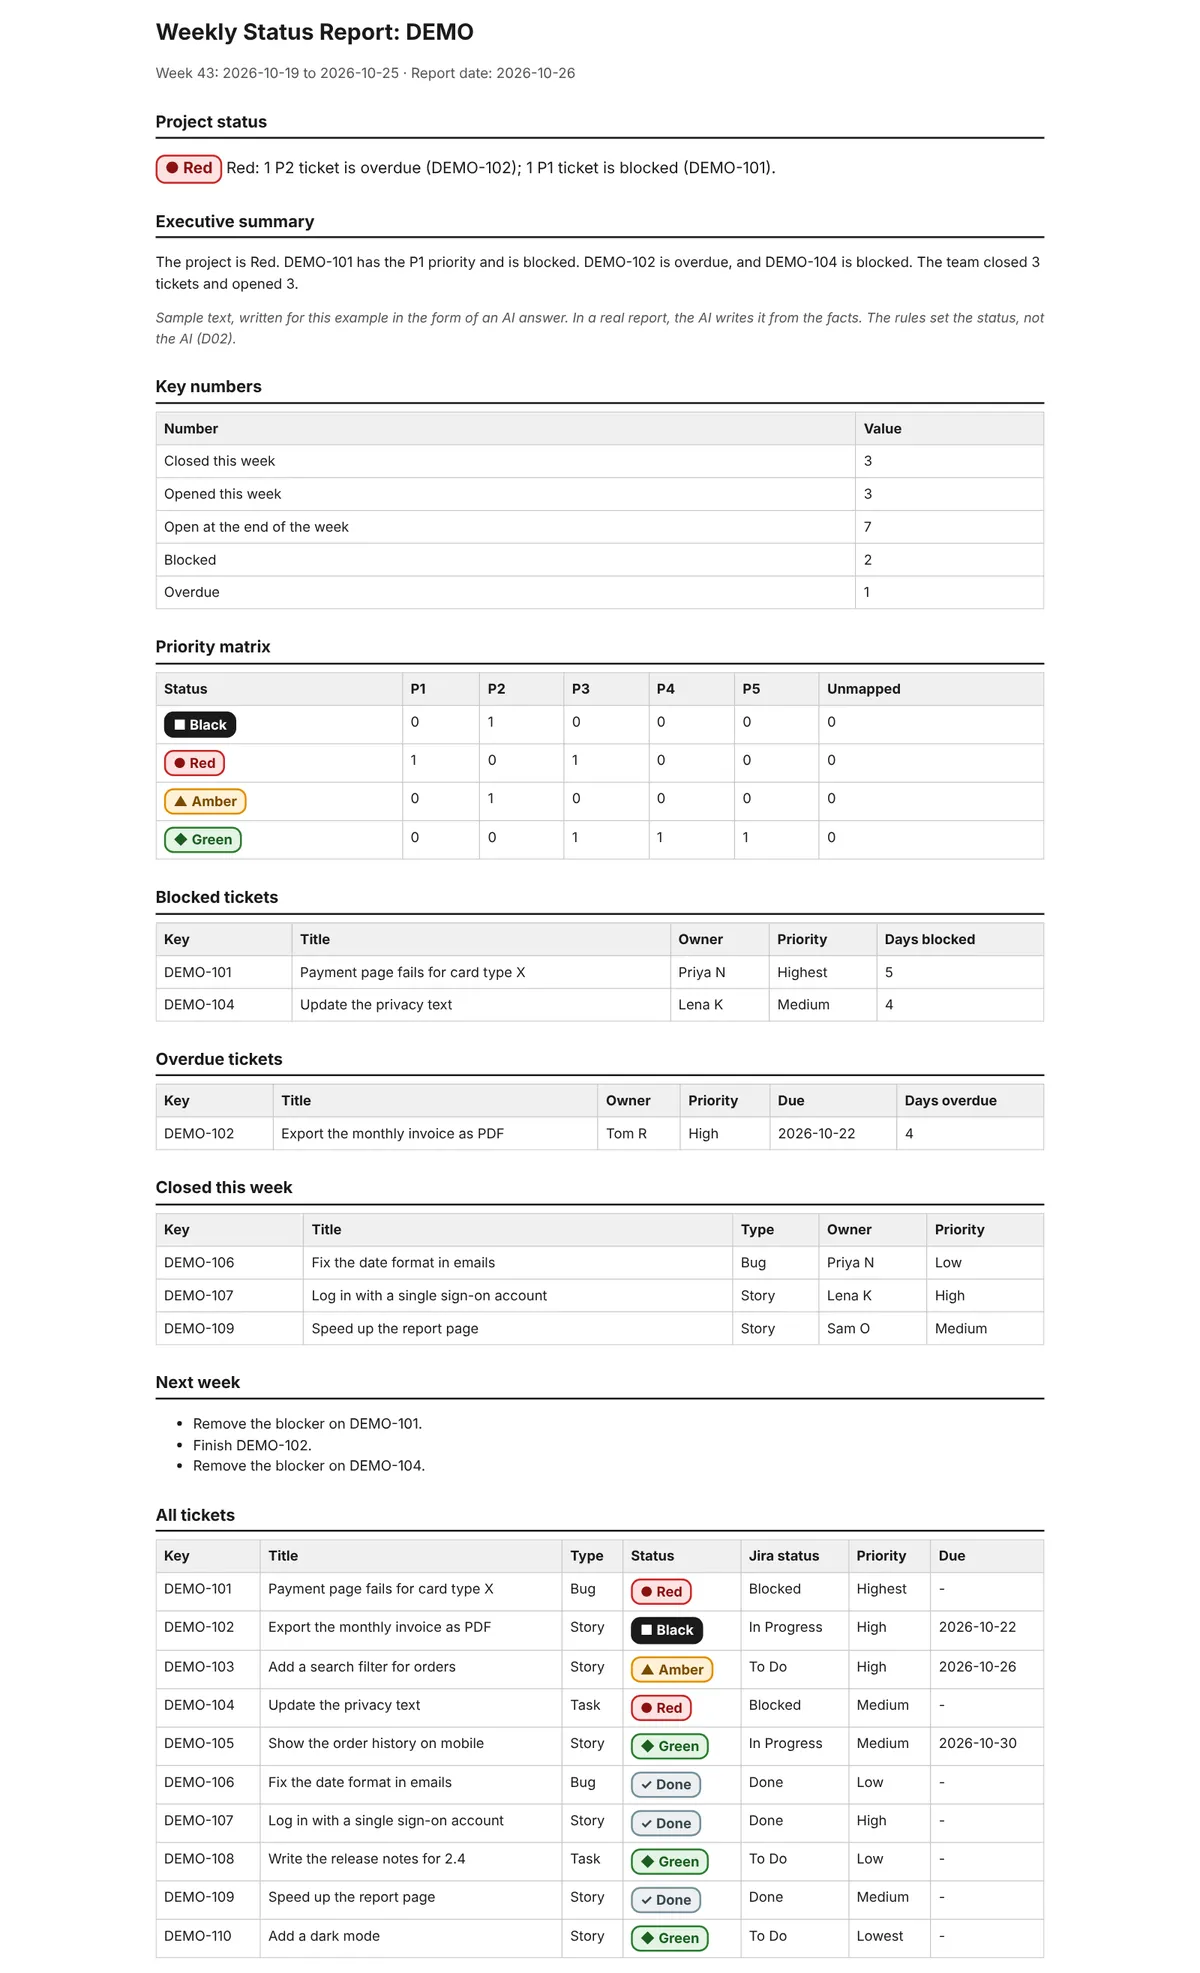 Weekly Status Report: DEMO
Week 43: 2026-10-19 to 2026-10-25 · Report date: 2026-10-26
Project status
● Red Red: 1 P2 ticket is overdue (DEMO-102); 1 P1 ticket is blocked (DEMO-101).
Executive summary
The project is Red. DEMO-101 has the P1 priority and is blocked. DEMO-102 is overdue, and DEMO-104 is blocked. The team closed 3
tickets and opened 3.
Sample text, written for this example in the form of an AI answer. In a real report, the AI writes it from the facts. The rules set the status, not
the AI (D02).
Key numbers
Number Value
Closed this week 3
Opened this week 3
Open at the end of the week 7
Blocked 2
Overdue 1
Priority matrix
Status P1 P2 P3 P4 P5 Unmapped
■ Black 0 1 0 0 0 0
● Red 1 0 1 0 0 0
▲ Amber 0 1 0 0 0 0
◆ Green 0 0 1 1 1 0
Blocked tickets
Key Title Owner Priority Days blocked
DEMO-101 Payment page fails for card type X Priya N Highest 5
DEMO-104 Update the privacy text Lena K Medium 4
Overdue tickets
Key Title Owner Priority Due Days overdue
DEMO-102 Export the monthly invoice as PDF Tom R High 2026-10-22 4
Closed this week
Key Title Type Owner Priority
DEMO-106 Fix the date format in emails Bug Priya N Low
DEMO-107 Log in with a single sign-on account Story Lena K High
DEMO-109 Speed up the report page Story Sam O Medium
Next week
• Remove the blocker on DEMO-101.
• Finish DEMO-102.
• Remove the blocker on DEMO-104.
All tickets
Key Title Type Status Jira status Priority Due
DEMO-101 Payment page fails for card type X Bug ● Red Blocked Highest -
DEMO-102 Export the monthly invoice as PDF Story ■ Black In Progress High 2026-10-22
DEMO-103 Add a search filter for orders Story ▲ Amber To Do High 2026-10-26
DEMO-104 Update the privacy text Task ● Red Blocked Medium -
DEMO-105 Show the order history on mobile Story ◆ Green In Progress Medium 2026-10-30
DEMO-106 Fix the date format in emails Bug ✓ Done Done Low -
DEMO-107 Log in with a single sign-on account Story ✓ Done Done High -
DEMO-108 Write the release notes for 2.4 Task ◆ Green To Do Low -
DEMO-109 Speed up the report page Story ✓ Done Done Medium -
DEMO-110 Add a dark mode Story ◆ Green To Do Lowest -